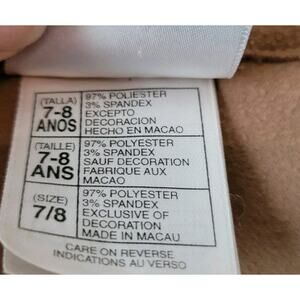 (TALLA)
7-8
ANOS
97% POLIESTER
3% SPANDEX
EXCEPTO
DECORACION
HECHO EN MACAO
(TAILLE)
7-8
ANS
97% POLYESTER
3% SPANDEX
SAUF DECORATION
FABRIQUE AUX
MACAO
(SIZE)
7/8
97% POLYESTER
3% SPANDEX
EXCLUSIVE OF
DECORATION
MADE IN MACAU
CARE ON REVERSE
INDICATIONS AU VERSO